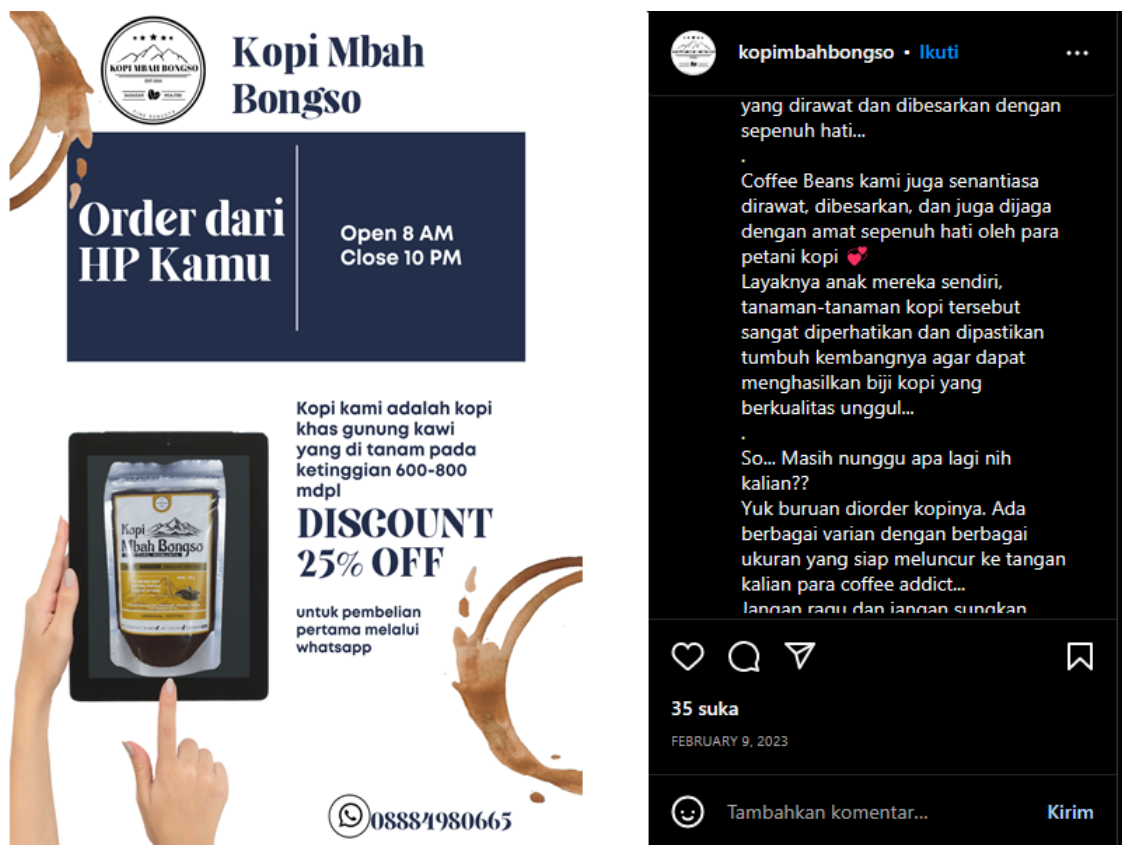 KOPI MBAH BONGSO
Kopi Mbah
Bongso
Order dari
HP Kamu
Open 8 AM
Close 10 PM
Kopi kami adalah kopi
khas gunung kawi
yang di tanam pada
ketinggian 600-800
mdpl
DISCOUNT
25% OFF
untuk pembelian
pertama melalui
whatsapp
Kopi
Mbah Bongso
08884980665
kopimbahbongso • Ikuti
yang dirawat dan dibesarkan dengan
sepenuh hati...
.
Coffee Beans kami juga senantiasa
dirawat, dibesarkan, dan juga dijaga
dengan amat sepenuh hati oleh para
petani kopi 💞
Layaknya anak mereka sendiri,
tanaman-tanaman kopi tersebut
sangat diperhatikan dan dipastikan
tumbuh kembangnya agar dapat
menghasilkan biji kopi yang
berkualitas unggul...
.
So... Masih nunggu apa lagi nih
kalian??
Yuk buruan diorder kopinya. Ada
berbagai varian dengan berbagai
ukuran yang siap meluncur ke tangan
kalian para coffee addict...
Jangan ragu dan jangan sungkan
35 suka
FEBRUARY 9, 2023
Tambahkan komentar...
Kirim